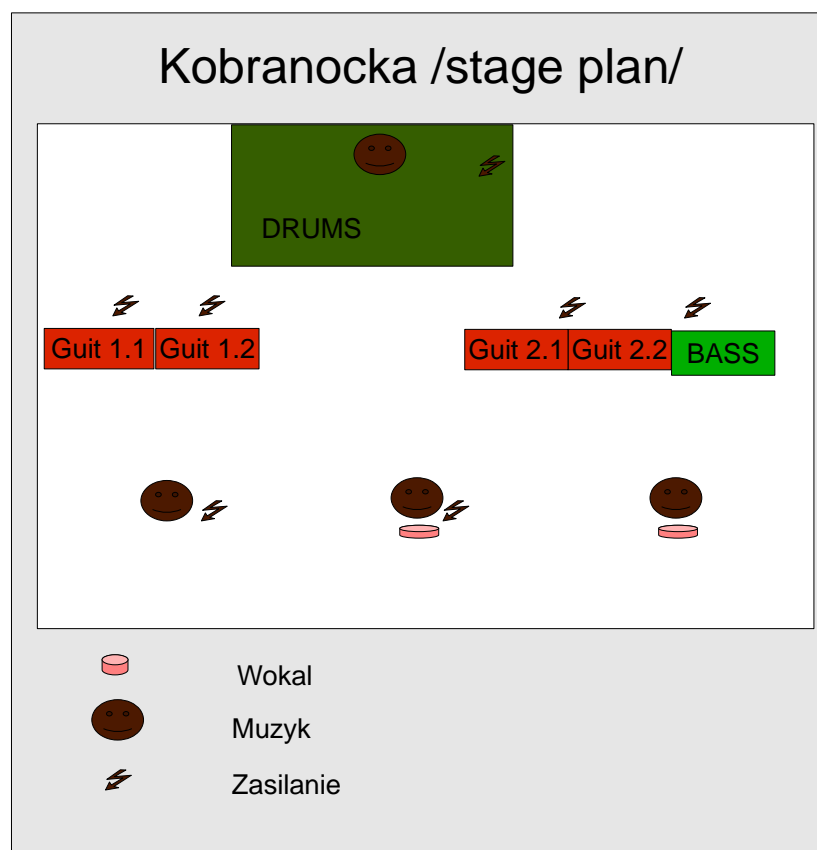 Kobranocka /stage plan/
DRUMS
Guit 1.1 Guit 1.2 Guit 2.1 Guit 2.2 BASS
Wokal
Muzyk
Zasilanie